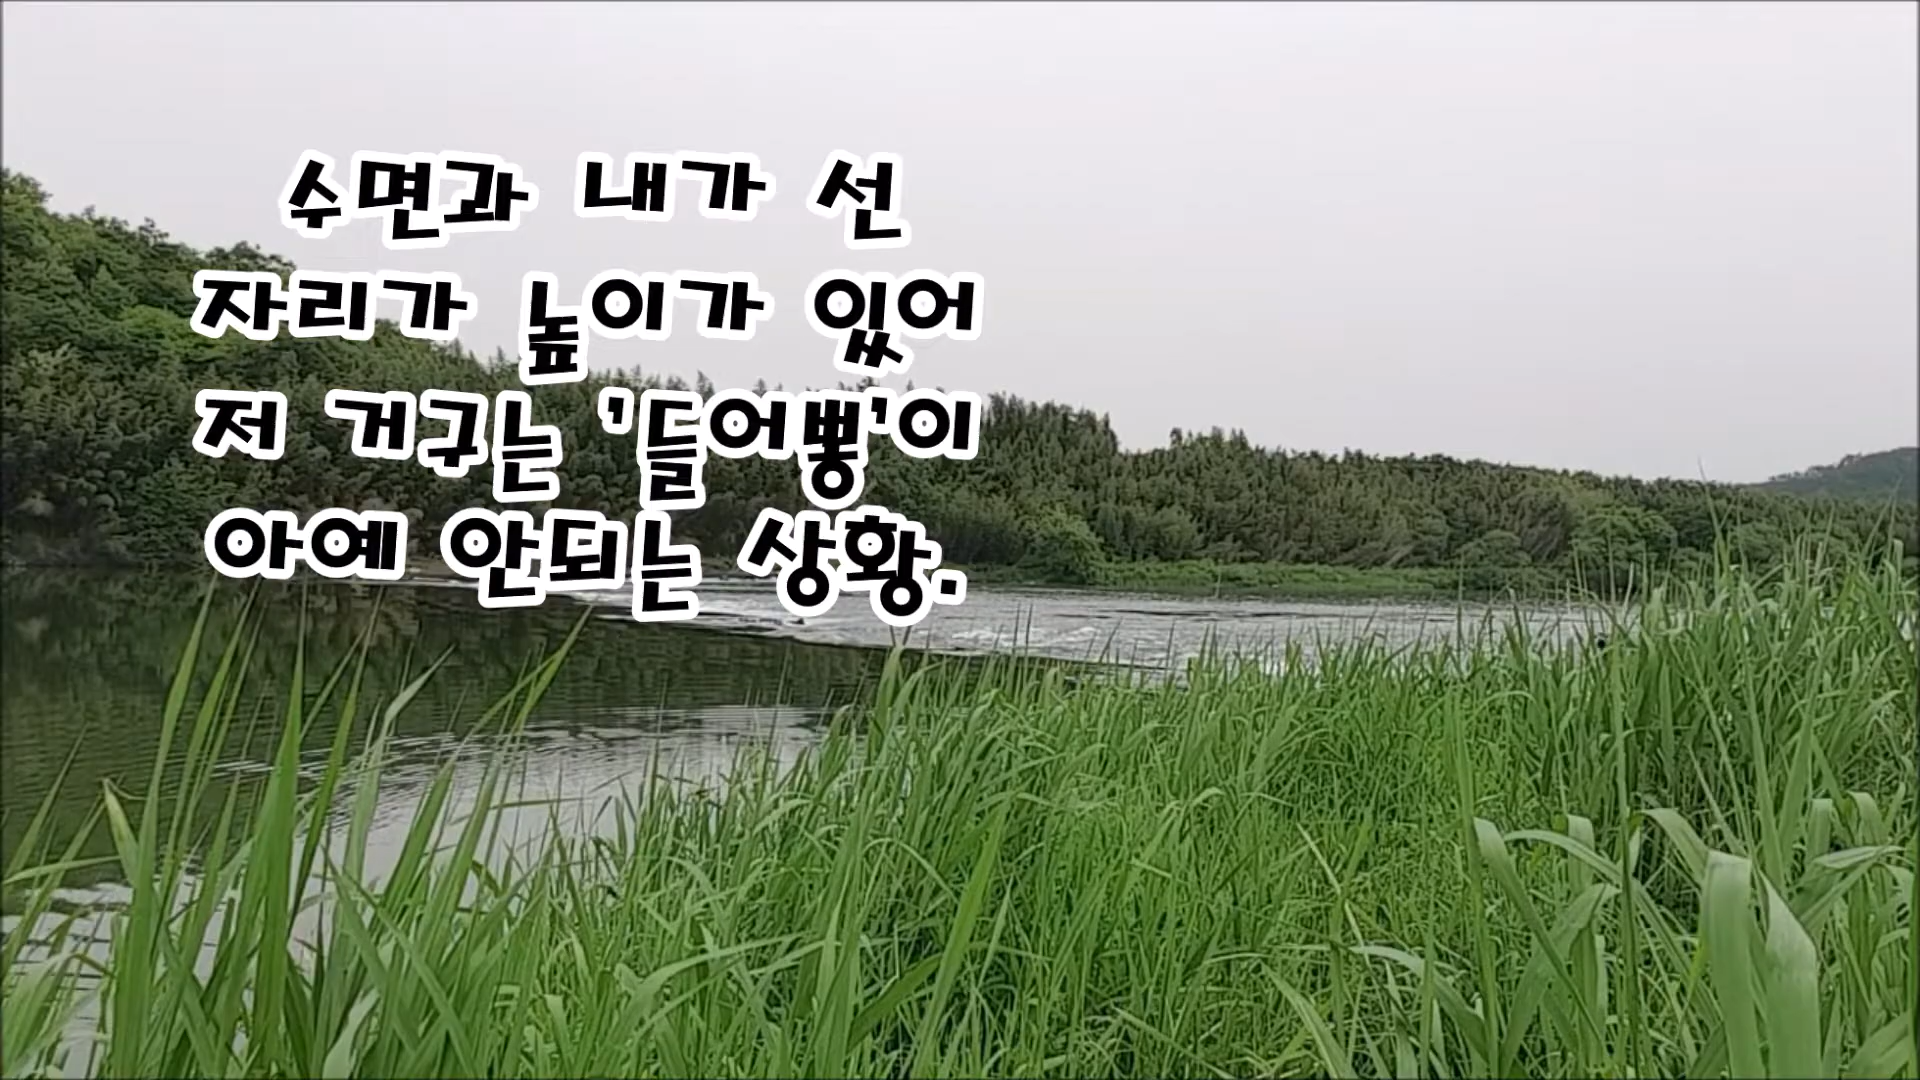 수면과 내가 선
자리가 높이가 있어
저 거구는 '들어뽕'이
아예 안되는 상황.